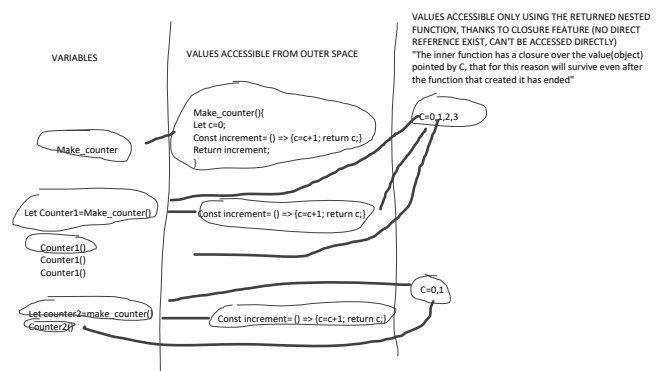 VALUES ACCESSIBLE ONLY USING THE RETURNED NESTED
FUNCTION, THANKS TO CLOSURE FEATURE (NO DIRECT
REFERENCE EXIST, CAN'T BE ACCESSED DIRECTLY)
"The inner function has a closure over the value(object)
pointed by C, that for this reason will survive even after
the function that created it has ended"
VARIABLES
VALUES ACCESSIBLE FROM OUTER SPACE
Make_counter(){
Let c=0;
Const increment= () => {c=c+1; return c;}
Return increment;
}
C=0,1,2,3
Make_counter
Let Counter1=Make_counter()
Const increment= () => {c=c+1; return c;}
Counter1()
Counter1()
Counter1()
C=0,1
Let counter2=make_counter()
Const increment= () => {c=c+1; return c;}
Counter2()